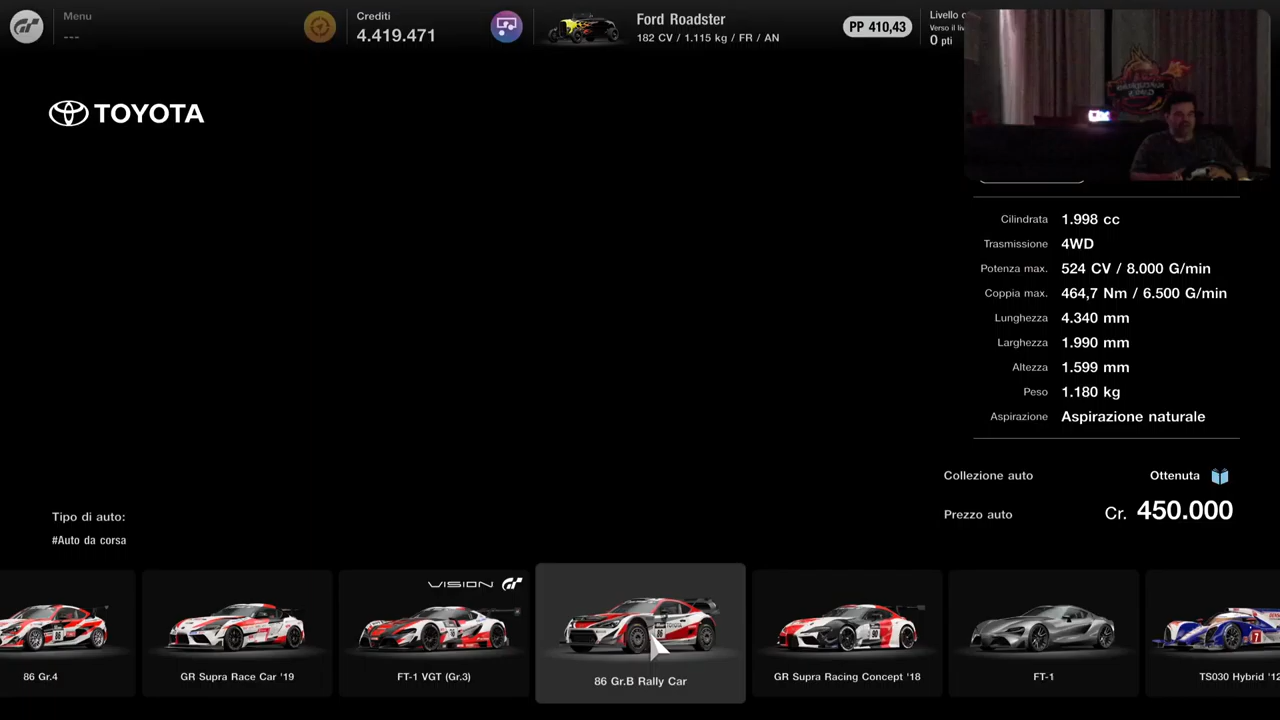 Menu
---
Crediti
4.419.471
Ford Roadster
182 CV / 1.115 kg / FR / AN
PP 410,43
Livello
Verso il
0 pti
TOYOTA
Cilindrata 1.998 cc
Trasmissione 4WD
Potenza max. 524 CV / 8.000 G/min
Coppia max. 464,7 Nm / 6.500 G/min
Lunghezza 4.340 mm
Larghezza 1.990 mm
Altezza 1.599 mm
Peso 1.180 kg
Aspirazione Aspirazione naturale
Collezione auto Ottenuta
Prezzo auto Cr. 450.000
Tipo di auto:
#Auto da corsa
VISION GT
86 Gr.4
GR Supra Race Car '19
FT-1 VGT (Gr.3)
86 Gr.B Rally Car
GR Supra Racing Concept '18
FT-1
TS030 Hybrid '12